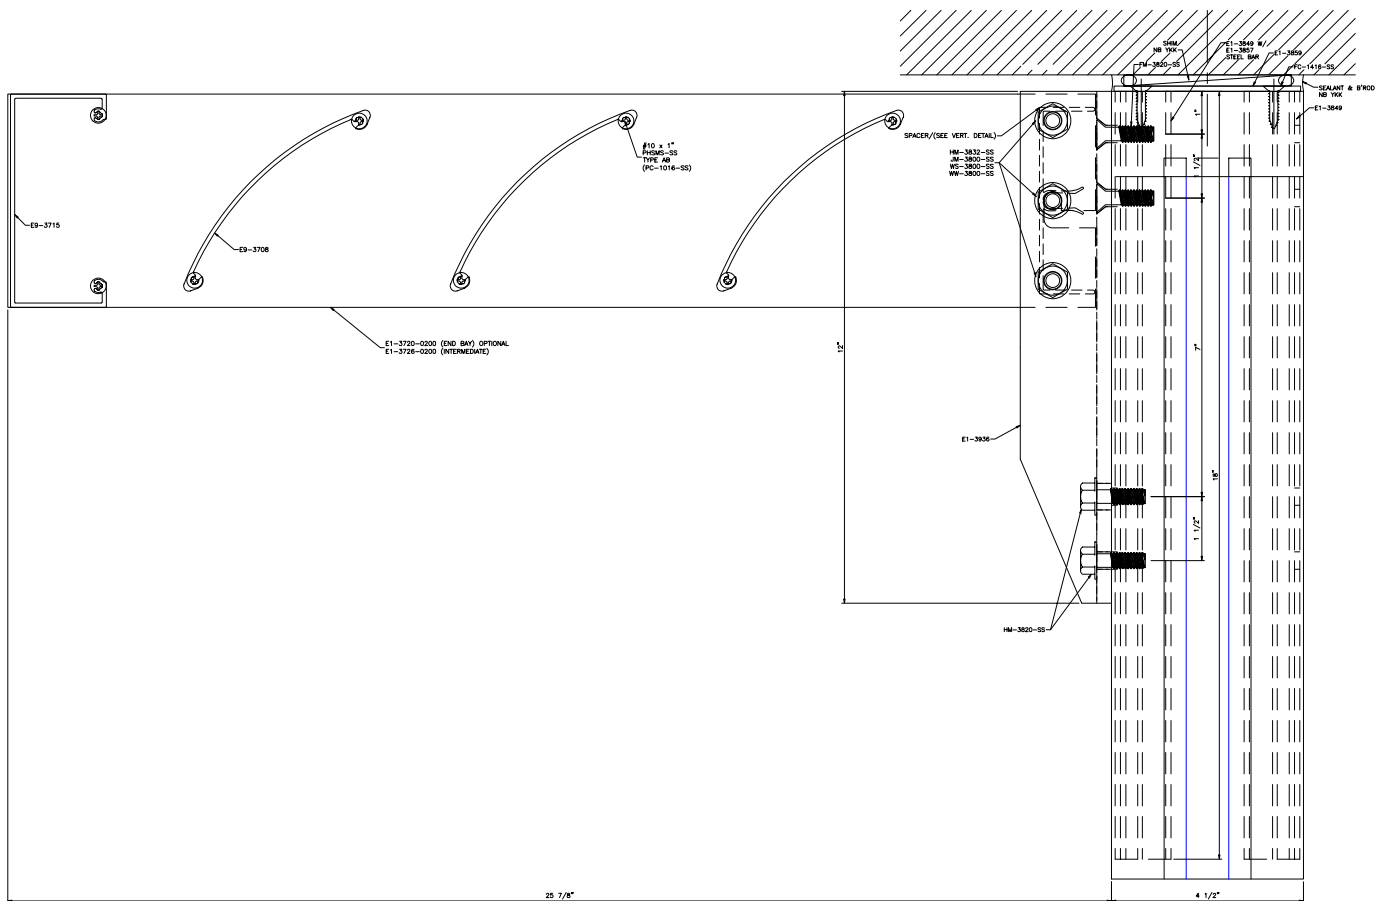 SHIM
NB YKK
E1-3849 W/
E1-3857
STEEL BAR
E1-3859
FM-3820-SS
FC-1416-SS
SEALANT & B'ROD
NB YKK
E1-3849
SPACER/(SEE VERT. DETAIL)
HM-3832-SS
JM-3800-SS
WS-3800-SS
WW-3800-SS
#10 x 1"
PHSMS-SS
TYPE AB
(PC-1016-SS)
1"
1 1/2"
E9-3715
E9-3708
E1-3720-0200 (END BAY) OPTIONAL
E1-3726-0200 (INTERMEDIATE)
12"
7"
E1-3936
18"
1 1/2"
HM-3820-SS
25 7/8"
4 1/2"